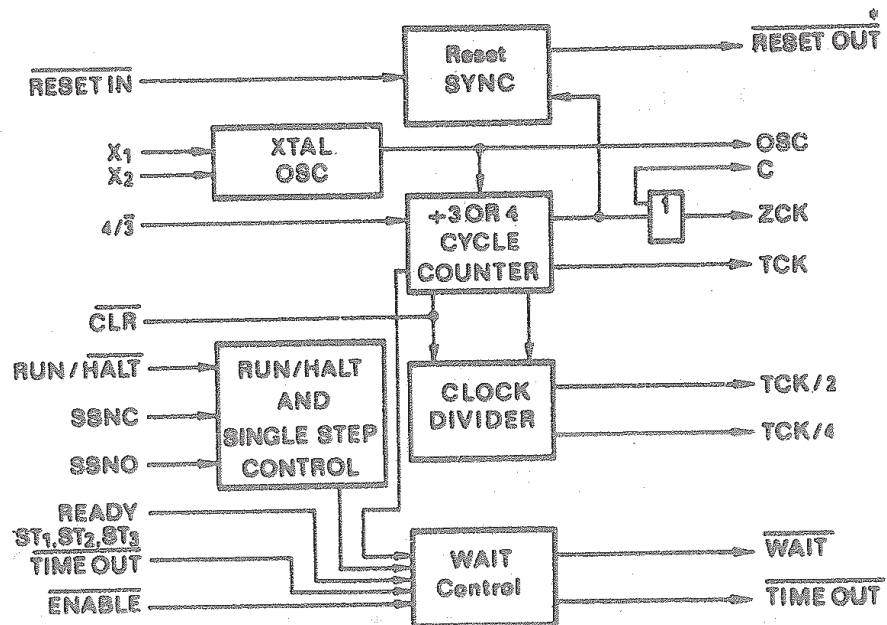 Reset
SYNC
RESET OUT*
RESET IN
X1
X2
XTAL
OSC
OSC
C
4/3
÷3 OR 4
CYCLE
COUNTER
1
ZCK
TCK
CLR
RUN/HALT
SSNC
SSNO
RUN/HALT
AND
SINGLE STEP
CONTROL
CLOCK
DIVIDER
TCK/2
TCK/4
READY
ST1,ST2,ST3
TIME OUT
ENABLE
WAIT
Control
WAIT
TIME OUT